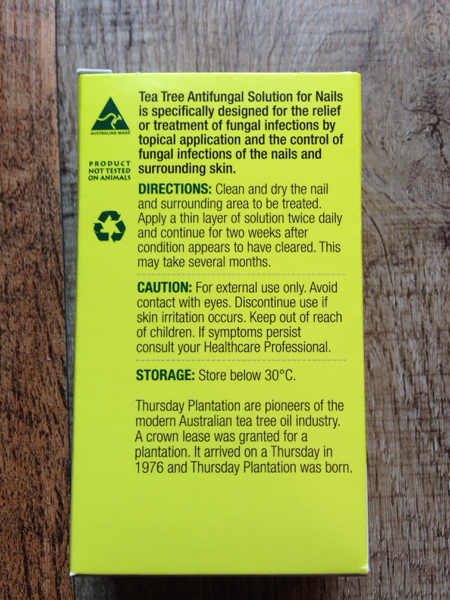 Tea Tree Antifungal Solution for Nails
is specifically designed for the relief
or treatment of fungal infections by
topical application and the control of
fungal infections of the nails and
surrounding skin.
AUSTRALIAN MADE
PRODUCT
NOT TESTED
ON ANIMALS
DIRECTIONS: Clean and dry the nail
and surrounding area to be treated.
Apply a thin layer of solution twice daily
and continue for two weeks after
condition appears to have cleared. This
may take several months.
CAUTION: For external use only. Avoid
contact with eyes. Discontinue use if
skin irritation occurs. Keep out of reach
of children. If symptoms persist
consult your Healthcare Professional.
STORAGE: Store below 30°C.
Thursday Plantation are pioneers of the
modern Australian tea tree oil industry.
A crown lease was granted for a
plantation. It arrived on a Thursday in
1976 and Thursday Plantation was born.